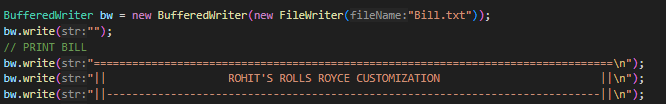 BufferedWriter bw = new BufferedWriter(new FileWriter(fileName:"Bill.txt"));
bw.write(str:"");
// PRINT BILL
bw.write(str:"===========================================================================\n");
bw.write(str:"||                  ROHIT'S ROLLS ROYCE CUSTOMIZATION                       ||\n");
bw.write(str:"||-------------------------------------------------------------------------||\n");